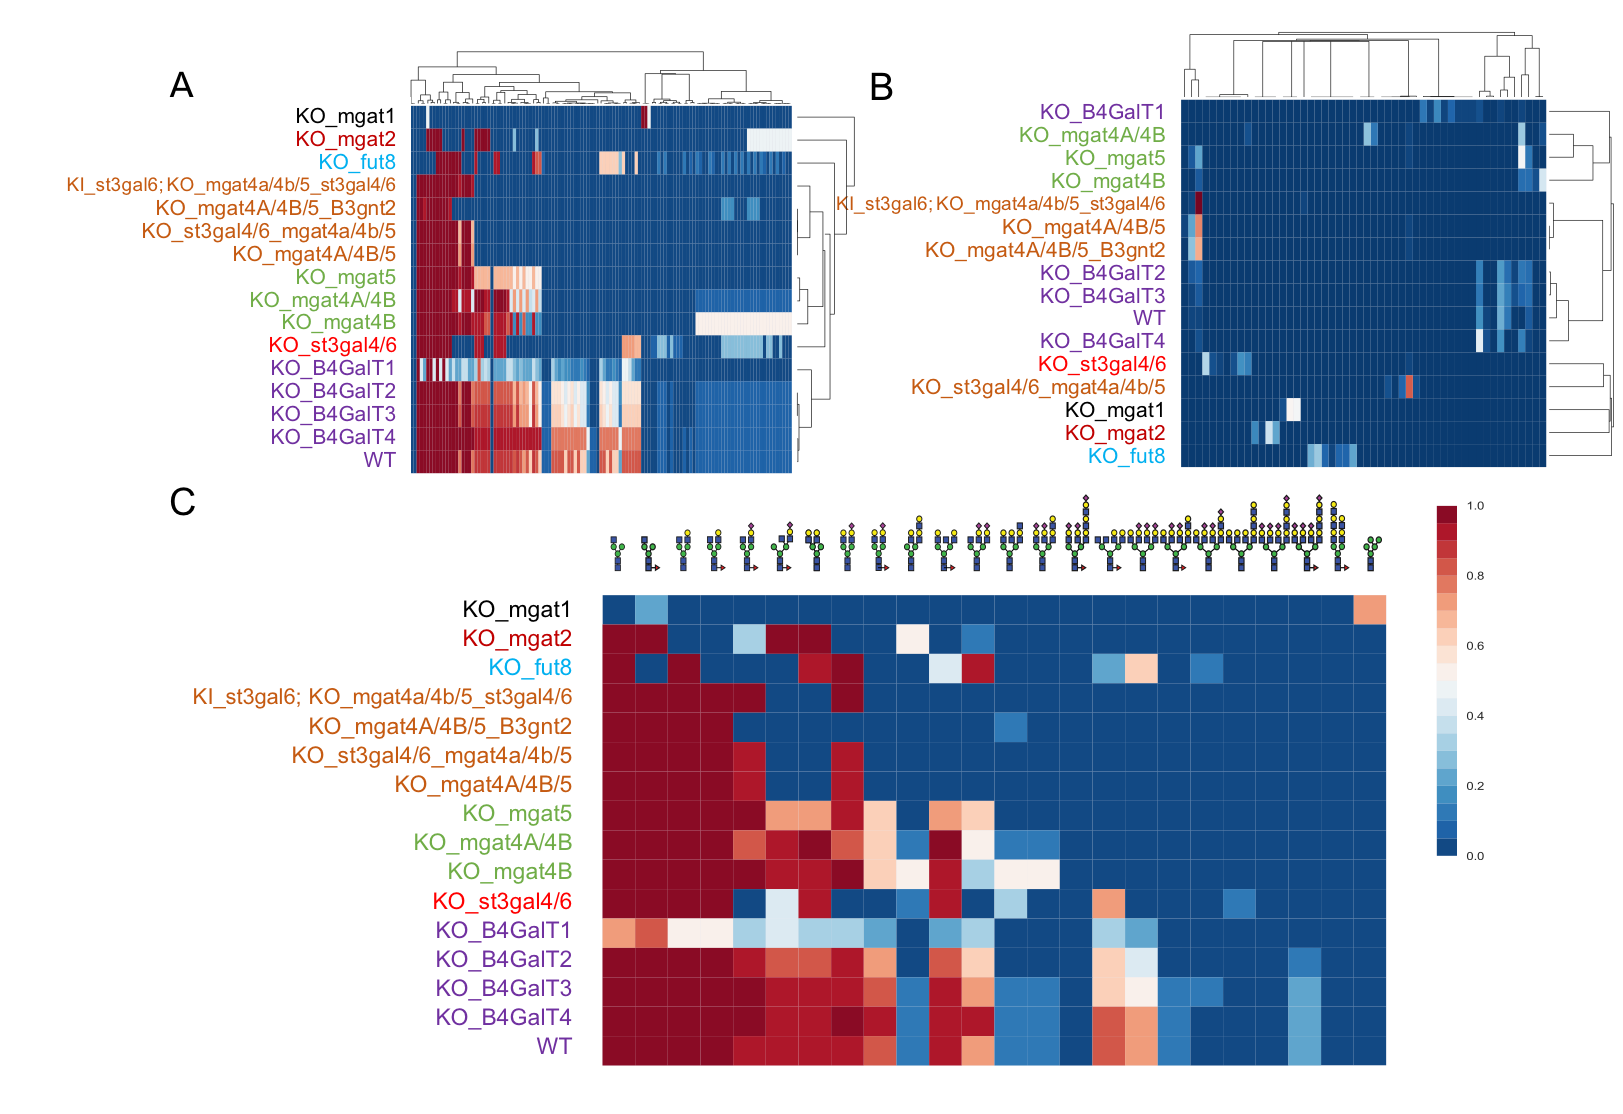 A
KO_mgat1
KO_mgat2
KO_fut8
KI_st3gal6; KO_mgat4a/4b/5_st3gal4/6
KO_mgat4A/4B/5_B3gnt2
KO_st3gal4/6_mgat4a/4b/5
KO_mgat4A/4B/5
KO_mgat5
KO_mgat4A/4B
KO_mgat4B
KO_st3gal4/6
KO_B4GalT1
KO_B4GalT2
KO_B4GalT3
KO_B4GalT4
WT
B
KO_B4GalT1
KO_mgat4A/4B
KO_mgat5
KO_mgat4B
KI_st3gal6; KO_mgat4a/4b/5_st3gal4/6
KO_mgat4A/4B/5
KO_mgat4A/4B/5_B3gnt2
KO_B4GalT2
KO_B4GalT3
WT
KO_B4GalT4
KO_st3gal4/6
KO_st3gal4/6_mgat4a/4b/5
KO_mgat1
KO_mgat2
KO_fut8
C
KO_mgat1
KO_mgat2
KO_fut8
KI_st3gal6; KO_mgat4a/4b/5_st3gal4/6
KO_mgat4A/4B/5_B3gnt2
KO_st3gal4/6_mgat4a/4b/5
KO_mgat4A/4B/5
KO_mgat5
KO_mgat4A/4B
KO_mgat4B
KO_st3gal4/6
KO_B4GalT1
KO_B4GalT2
KO_B4GalT3
KO_B4GalT4
WT
1.0
0.8
0.6
0.4
0.2
0.0